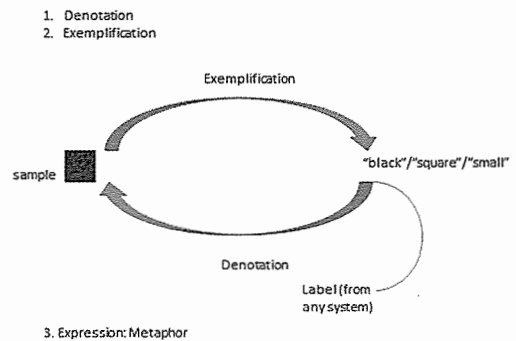 1. Denotation
2. Exemplification
Exemplification
sample
"black"/"square"/"small"
Denotation
Label (from
any system)
3. Expression: Metaphor